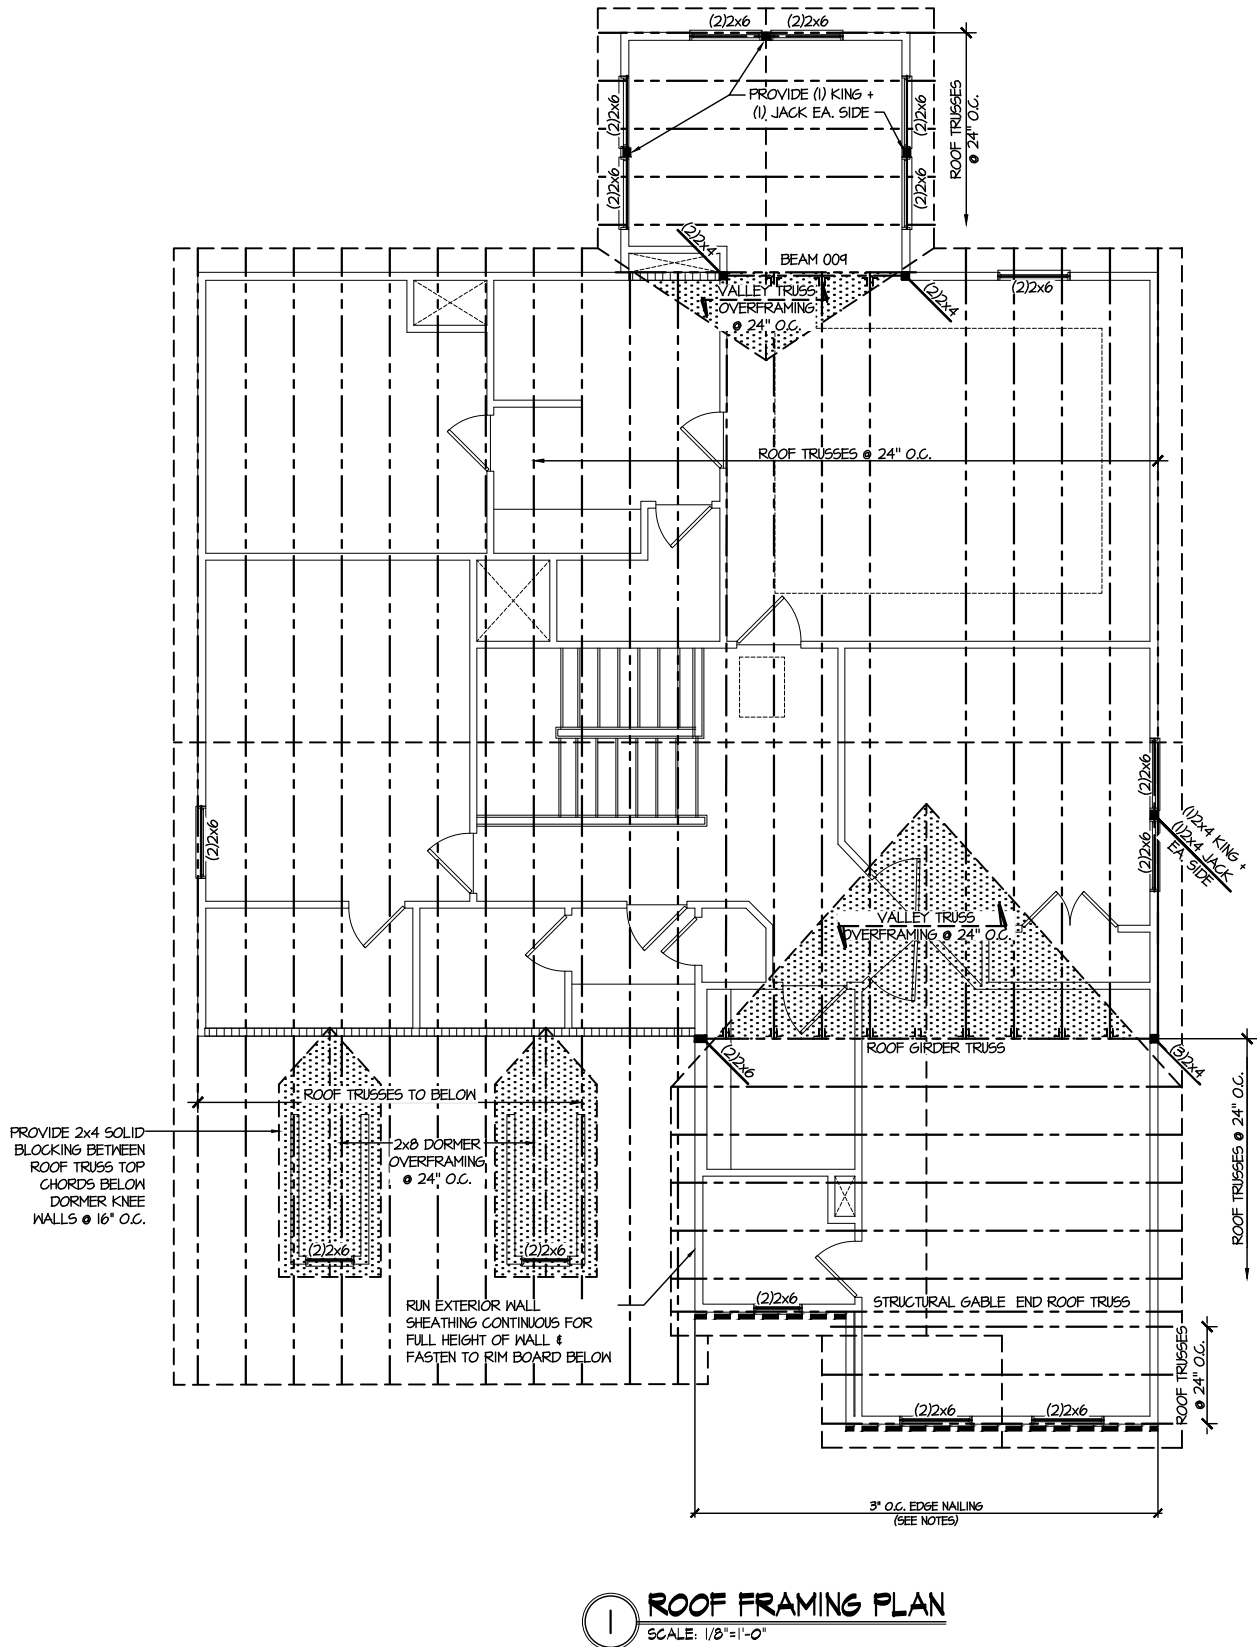 (2)2x6
(2)2x6
PROVIDE (1) KING +
(1) JACK EA. SIDE
(2)2x6
(2)2x6
(2)2x6
(2)2x6
ROOF TRUSSES
@ 24" O.C.
(2)2x4
BEAM 009
VALLEY TRUSS
OVERFRAMING
@ 24" O.C.
(2)2x4
(2)2x6
ROOF TRUSSES @ 24" O.C.
(2)2x6
(2)2x6
(2)2x6
(1)2x4 KING +
(1)2x4 JACK
EA. SIDE
VALLEY TRUSS
OVERFRAMING @ 24" O.C.
ROOF GIRDER TRUSS
(2)2x6
(3)2x4
ROOF TRUSSES TO BELOW
PROVIDE 2x4 SOLID
BLOCKING BETWEEN
ROOF TRUSS TOP
CHORDS BELOW
DORMER KNEE
WALLS @ 16" O.C.
2x8 DORMER
OVERFRAMING
@ 24" O.C.
ROOF TRUSSES @ 24" O.C.
(2)2x6
(2)2x6
RUN EXTERIOR WALL
SHEATHING CONTINUOUS FOR
FULL HEIGHT OF WALL &
FASTEN TO RIM BOARD BELOW
(2)2x6
STRUCTURAL GABLE END ROOF TRUSS
ROOF TRUSSES
@ 24" O.C.
(2)2x6
(2)2x6
3" O.C. EDGE NAILING
(SEE NOTES)
1
ROOF FRAMING PLAN
SCALE: 1/8"=1'-0"